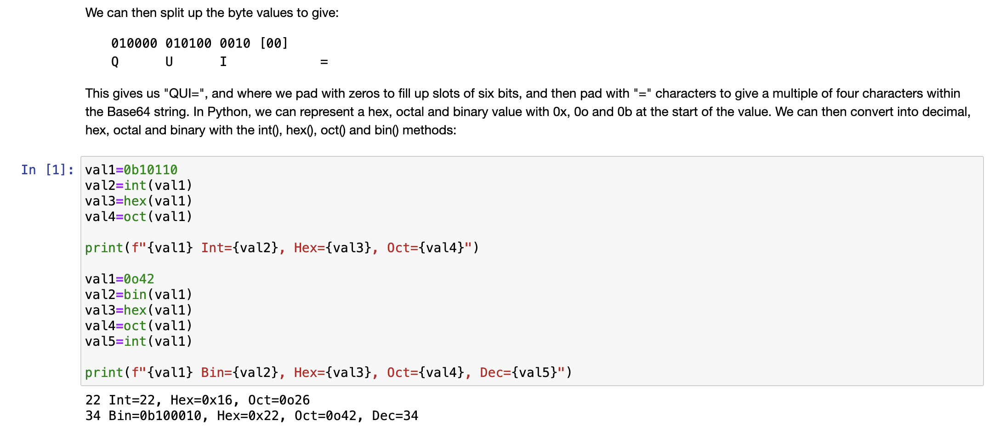 We can then split up the byte values to give:
010000 010100 0010 [00]
Q      U      I            =
This gives us "QUI=", and where we pad with zeros to fill up slots of six bits, and then pad with "=" characters to give a multiple of four characters within
the Base64 string. In Python, we can represent a hex, octal and binary value with 0x, 0o and 0b at the start of the value. We can then convert into decimal,
hex, octal and binary with the int(), hex(), oct() and bin() methods:
In [1]: val1=0b10110
val2=int(val1)
val3=hex(val1)
val4=oct(val1)
print(f"{val1} Int={val2}, Hex={val3}, Oct={val4}")
val1=0o42
val2=bin(val1)
val3=hex(val1)
val4=oct(val1)
val5=int(val1)
print(f"{val1} Bin={val2}, Hex={val3}, Oct={val4}, Dec={val5}")
22 Int=22, Hex=0x16, Oct=0o26
34 Bin=0b100010, Hex=0x22, Oct=0o42, Dec=34